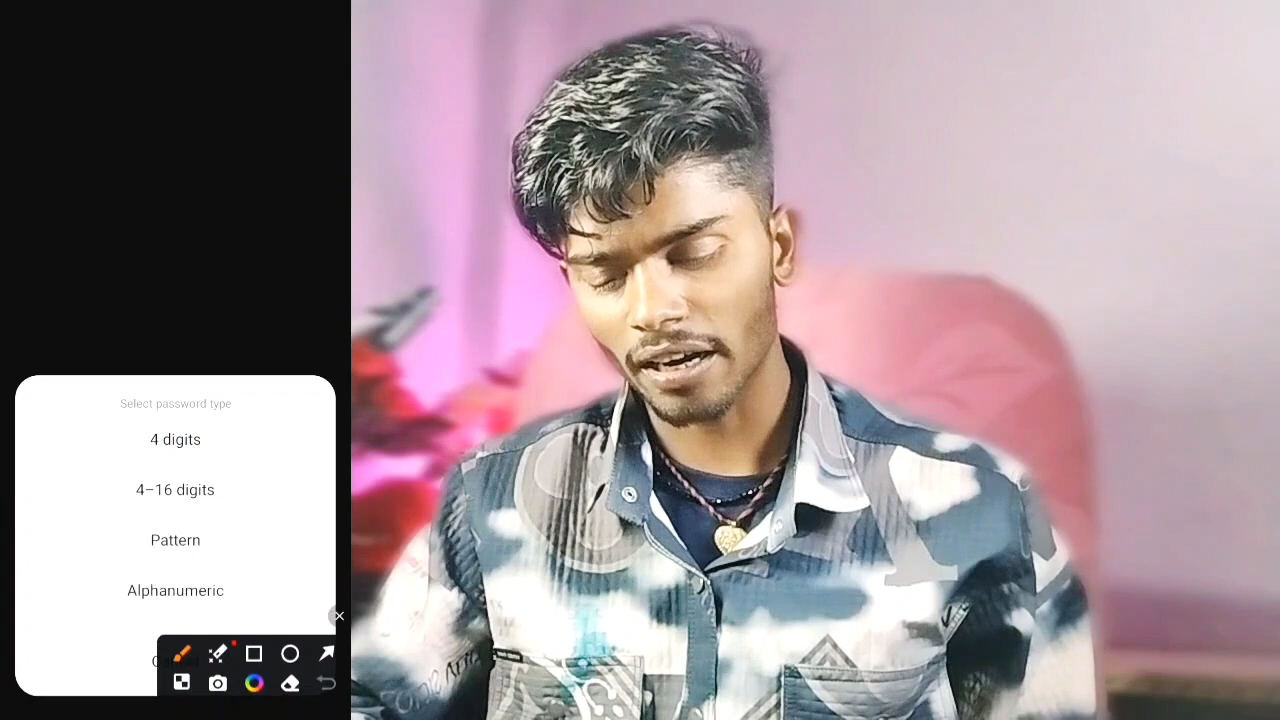 Select password type
4 digits
4–16 digits
Pattern
Alphanumeric